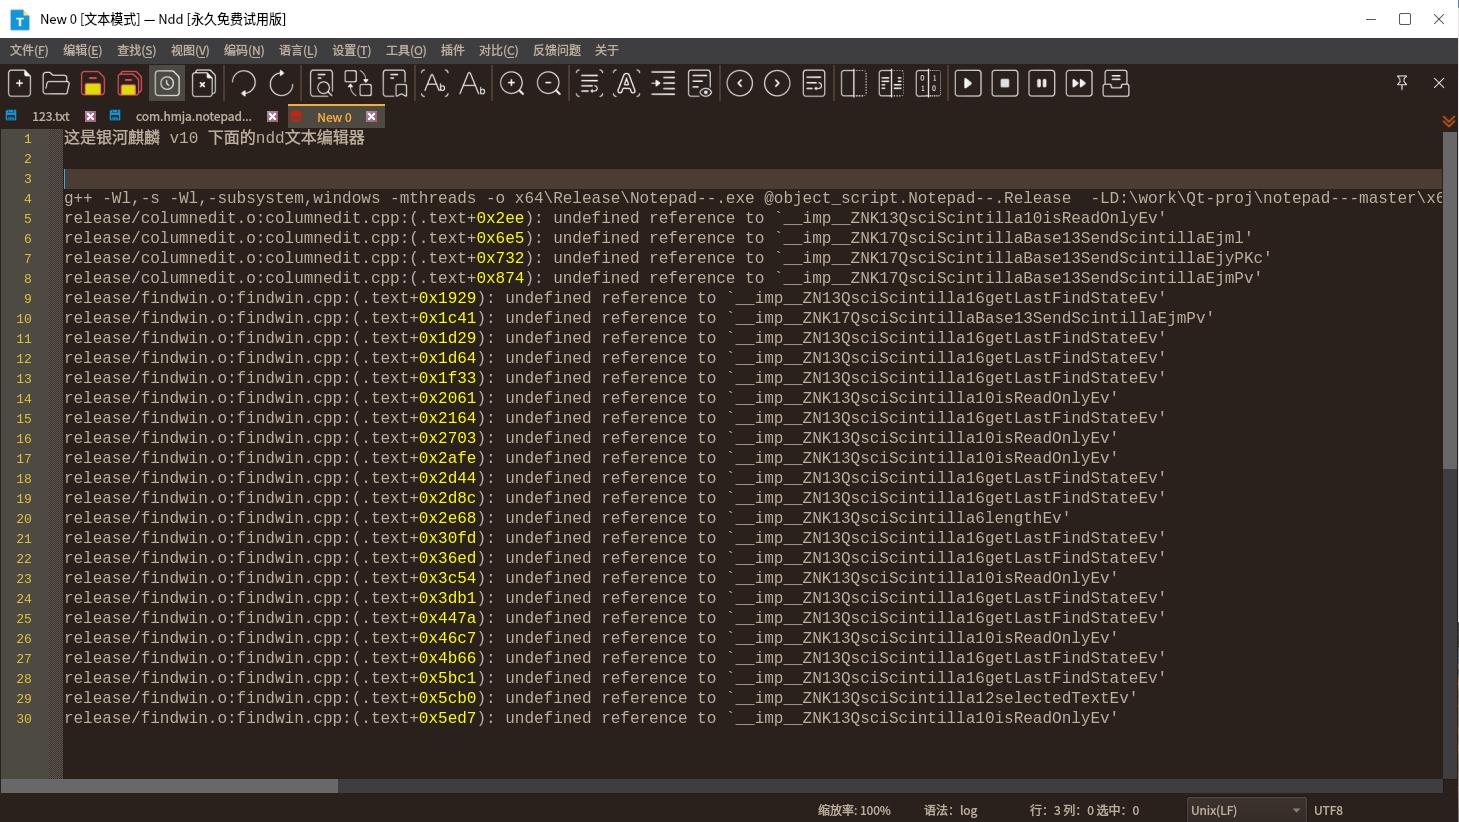 New 0 [文本模式] — Ndd [永久免费试用版]
文件(F) 编辑(E) 查找(S) 视图(V) 编码(N) 语言(L) 设置(T) 工具(O) 插件 对比(C) 反馈问题 关于
123.txt com.hmja.notepad... New 0
1 这是银河麒麟 v10 下面的ndd文本编辑器
2
3
4 g++ -Wl,-s -Wl,-subsystem,windows -mthreads -o x64\Release\Notepad--.exe @object_script.Notepad--.Release  -LD:\work\Qt-proj\notepad---master\x6
5 release/columnedit.o:columnedit.cpp:(.text+0x2ee): undefined reference to `__imp__ZNK13QsciScintilla10isReadOnlyEv'
6 release/columnedit.o:columnedit.cpp:(.text+0x6e5): undefined reference to `__imp__ZNK17QsciScintillaBase13SendScintillaEjml'
7 release/columnedit.o:columnedit.cpp:(.text+0x732): undefined reference to `__imp__ZNK17QsciScintillaBase13SendScintillaEjyPKc'
8 release/columnedit.o:columnedit.cpp:(.text+0x874): undefined reference to `__imp__ZNK17QsciScintillaBase13SendScintillaEjmPv'
9 release/findwin.o:findwin.cpp:(.text+0x1929): undefined reference to `__imp__ZN13QsciScintilla16getLastFindStateEv'
10 release/findwin.o:findwin.cpp:(.text+0x1c41): undefined reference to `__imp__ZNK17QsciScintillaBase13SendScintillaEjmPv'
11 release/findwin.o:findwin.cpp:(.text+0x1d29): undefined reference to `__imp__ZN13QsciScintilla16getLastFindStateEv'
12 release/findwin.o:findwin.cpp:(.text+0x1d64): undefined reference to `__imp__ZN13QsciScintilla16getLastFindStateEv'
13 release/findwin.o:findwin.cpp:(.text+0x1f33): undefined reference to `__imp__ZN13QsciScintilla16getLastFindStateEv'
14 release/findwin.o:findwin.cpp:(.text+0x2061): undefined reference to `__imp__ZNK13QsciScintilla10isReadOnlyEv'
15 release/findwin.o:findwin.cpp:(.text+0x2164): undefined reference to `__imp__ZN13QsciScintilla16getLastFindStateEv'
16 release/findwin.o:findwin.cpp:(.text+0x2703): undefined reference to `__imp__ZNK13QsciScintilla10isReadOnlyEv'
17 release/findwin.o:findwin.cpp:(.text+0x2afe): undefined reference to `__imp__ZNK13QsciScintilla10isReadOnlyEv'
18 release/findwin.o:findwin.cpp:(.text+0x2d44): undefined reference to `__imp__ZN13QsciScintilla16getLastFindStateEv'
19 release/findwin.o:findwin.cpp:(.text+0x2d8c): undefined reference to `__imp__ZN13QsciScintilla16getLastFindStateEv'
20 release/findwin.o:findwin.cpp:(.text+0x2e68): undefined reference to `__imp__ZNK13QsciScintilla6lengthEv'
21 release/findwin.o:findwin.cpp:(.text+0x30fd): undefined reference to `__imp__ZN13QsciScintilla16getLastFindStateEv'
22 release/findwin.o:findwin.cpp:(.text+0x36ed): undefined reference to `__imp__ZN13QsciScintilla16getLastFindStateEv'
23 release/findwin.o:findwin.cpp:(.text+0x3c54): undefined reference to `__imp__ZNK13QsciScintilla10isReadOnlyEv'
24 release/findwin.o:findwin.cpp:(.text+0x3db1): undefined reference to `__imp__ZN13QsciScintilla16getLastFindStateEv'
25 release/findwin.o:findwin.cpp:(.text+0x447a): undefined reference to `__imp__ZN13QsciScintilla16getLastFindStateEv'
26 release/findwin.o:findwin.cpp:(.text+0x46c7): undefined reference to `__imp__ZNK13QsciScintilla10isReadOnlyEv'
27 release/findwin.o:findwin.cpp:(.text+0x4b66): undefined reference to `__imp__ZN13QsciScintilla16getLastFindStateEv'
28 release/findwin.o:findwin.cpp:(.text+0x5bc1): undefined reference to `__imp__ZN13QsciScintilla16getLastFindStateEv'
29 release/findwin.o:findwin.cpp:(.text+0x5cb0): undefined reference to `__imp__ZNK13QsciScintilla12selectedTextEv'
30 release/findwin.o:findwin.cpp:(.text+0x5ed7): undefined reference to `__imp__ZNK13QsciScintilla10isReadOnlyEv'
缩放率: 100% 语法：log 行：3 列：0 选中：0 Unix(LF) UTF8